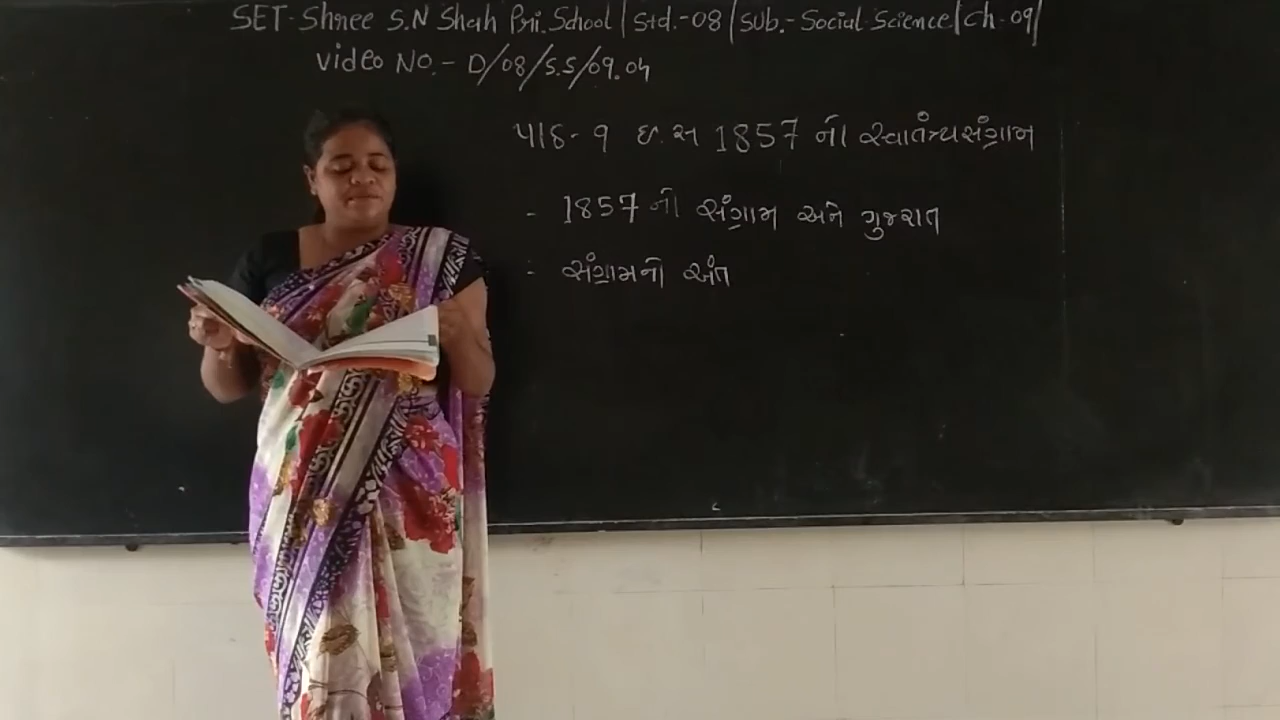 SET-Shree S.N Shah Pri. School | Std.-08 | Sub.- Social Science | Ch-09 |
Video NO.- D/08/S.S/09.04
પાઠ- ૧ ઇ.સ 1857 નો સ્વાતંત્ર્યસંગ્રામ
- 1857 નો સંગ્રામ અને ગુજરાત
- સંગ્રામનો અંત